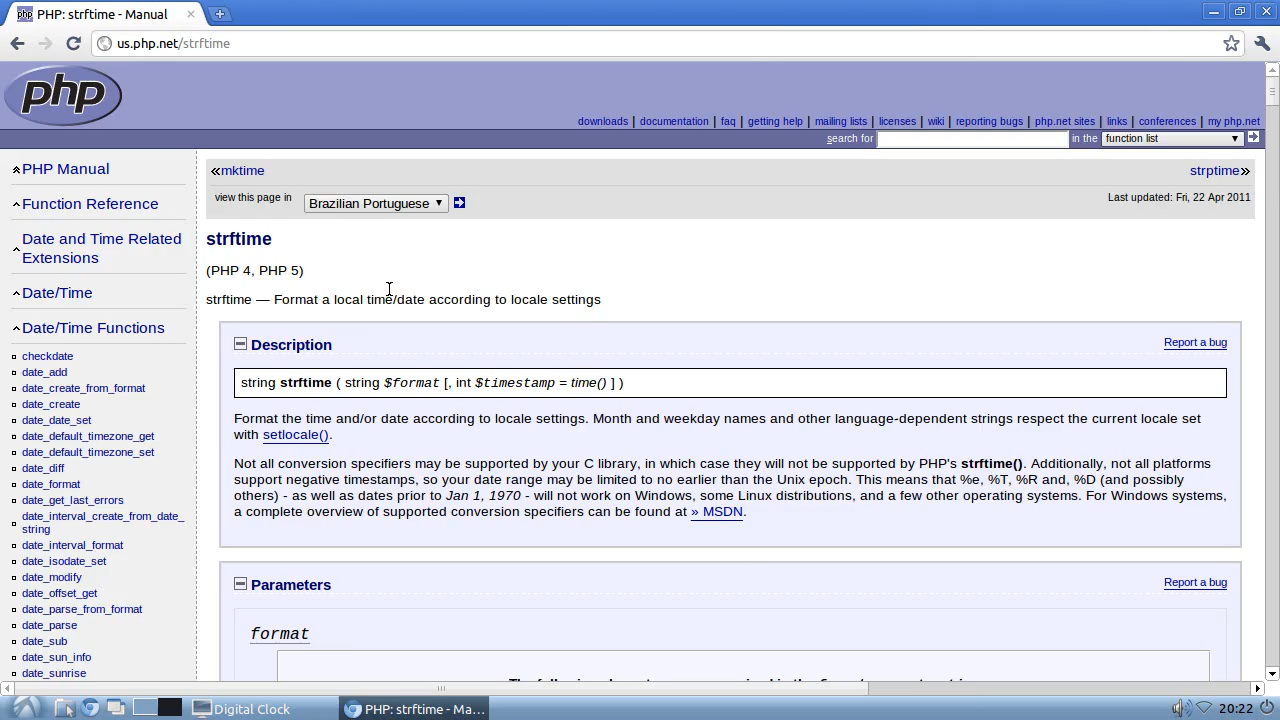 PHP: strftime - Manual
us.php.net/strftime
php
downloads | documentation | faq | getting help | mailing lists | licenses | wiki | reporting bugs | php.net sites | links | conferences | my php.net
search for in the function list
PHP Manual
Function Reference
Date and Time Related
Extensions
Date/Time
Date/Time Functions
checkdate
date_add
date_create_from_format
date_create
date_date_set
date_default_timezone_get
date_default_timezone_set
date_diff
date_format
date_get_last_errors
date_interval_create_from_date_
string
date_interval_format
date_isodate_set
date_modify
date_offset_get
date_parse_from_format
date_parse
date_sub
date_sun_info
date_sunrise
«mktime strptime»
view this page in Brazilian Portuguese Last updated: Fri, 22 Apr 2011
strftime
(PHP 4, PHP 5)
strftime — Format a local time/date according to locale settings
Description Report a bug
string strftime ( string $format [, int $timestamp = time() ] )
Format the time and/or date according to locale settings. Month and weekday names and other language-dependent strings respect the current locale set
with setlocale().
Not all conversion specifiers may be supported by your C library, in which case they will not be supported by PHP's strftime(). Additionally, not all platforms
support negative timestamps, so your date range may be limited to no earlier than the Unix epoch. This means that %e, %T, %R and, %D (and possibly
others) - as well as dates prior to Jan 1, 1970 - will not work on Windows, some Linux distributions, and a few other operating systems. For Windows systems,
a complete overview of supported conversion specifiers can be found at » MSDN.
Parameters Report a bug
format
Digital Clock
PHP: strftime - Ma...
20:22